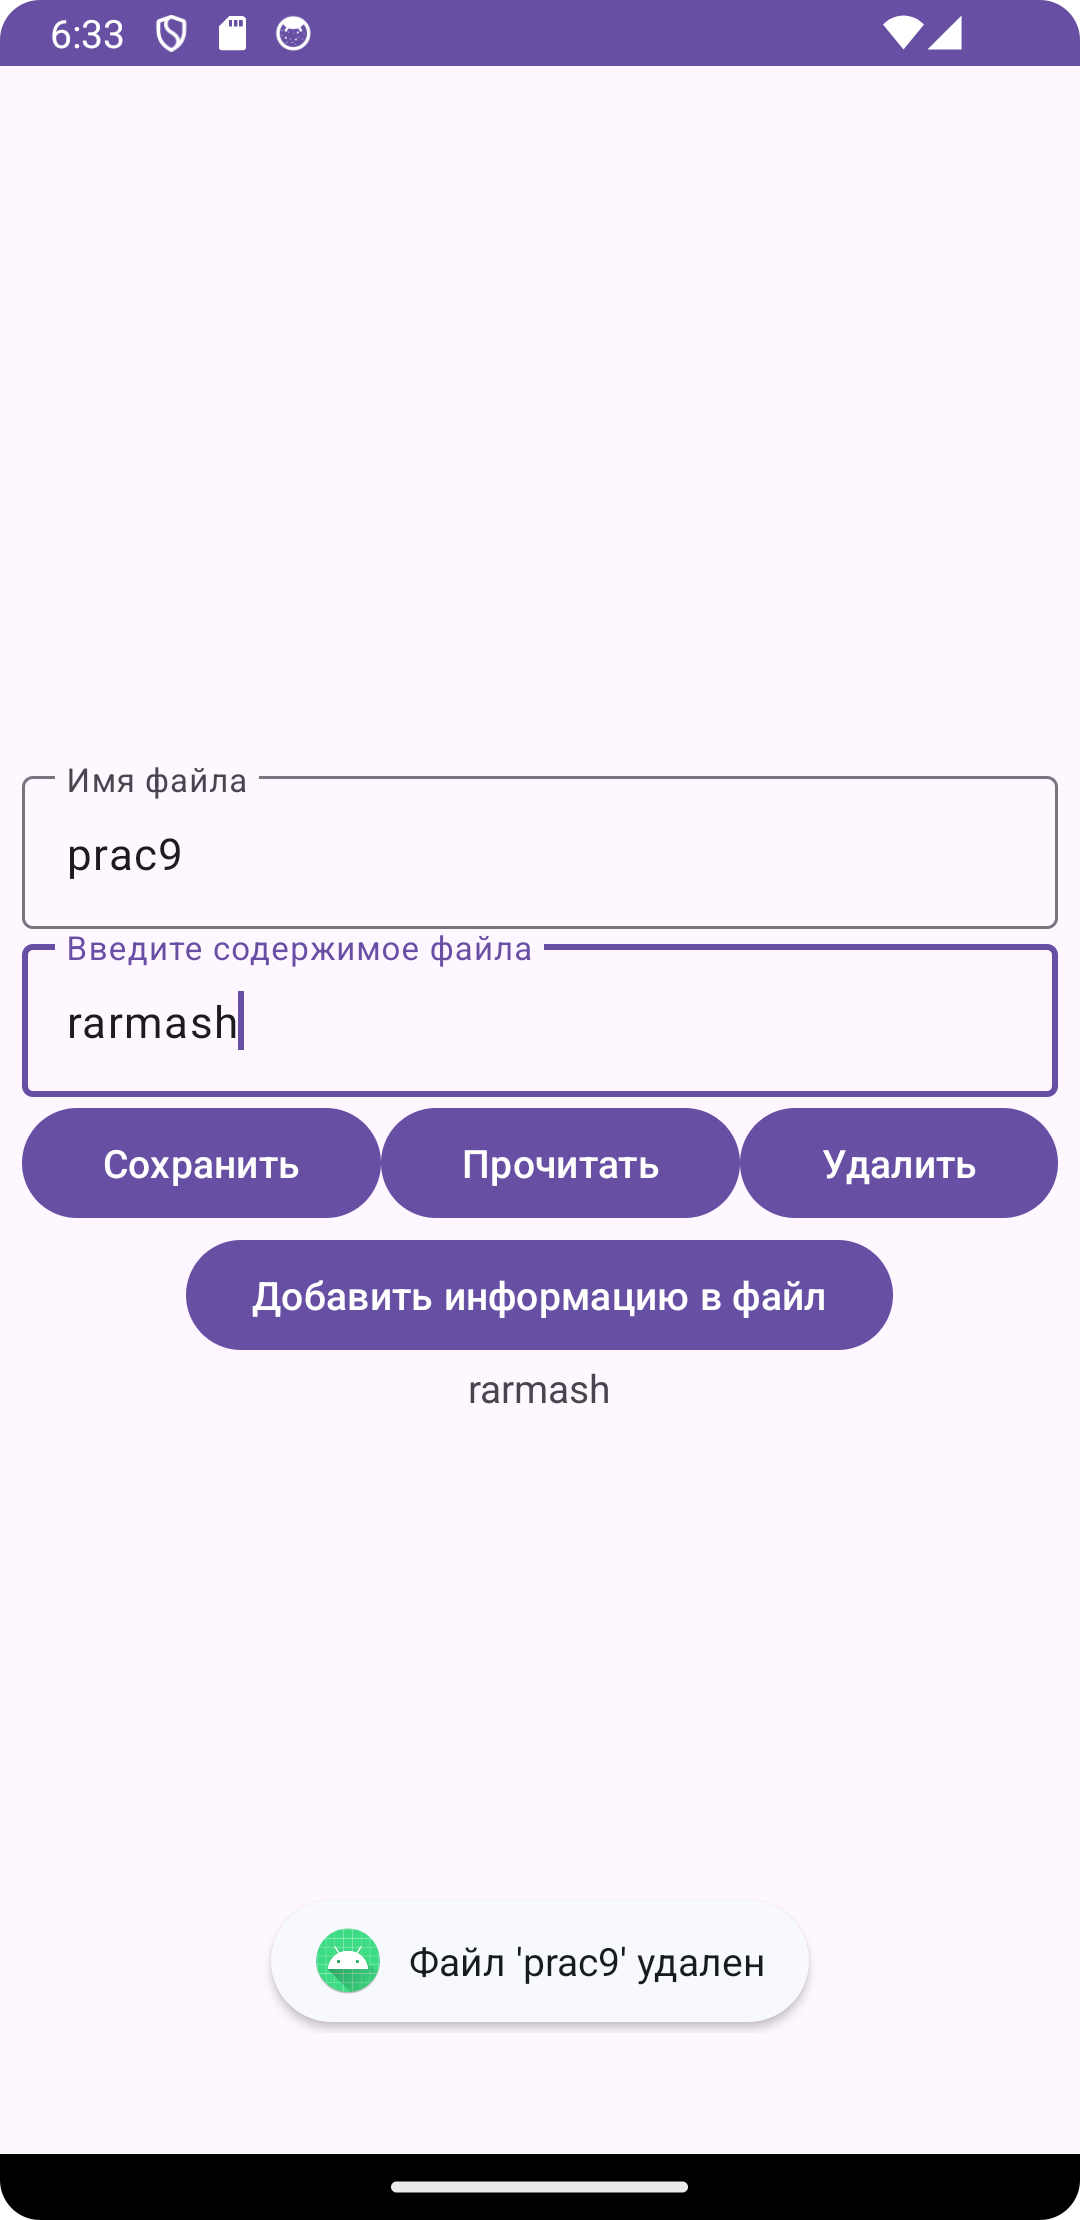 6:33
Имя файла
prac9
Введите содержимое файла
rarmash
Сохранить Прочитать Удалить
Добавить информацию в файл
rarmash
Файл 'prac9' удален